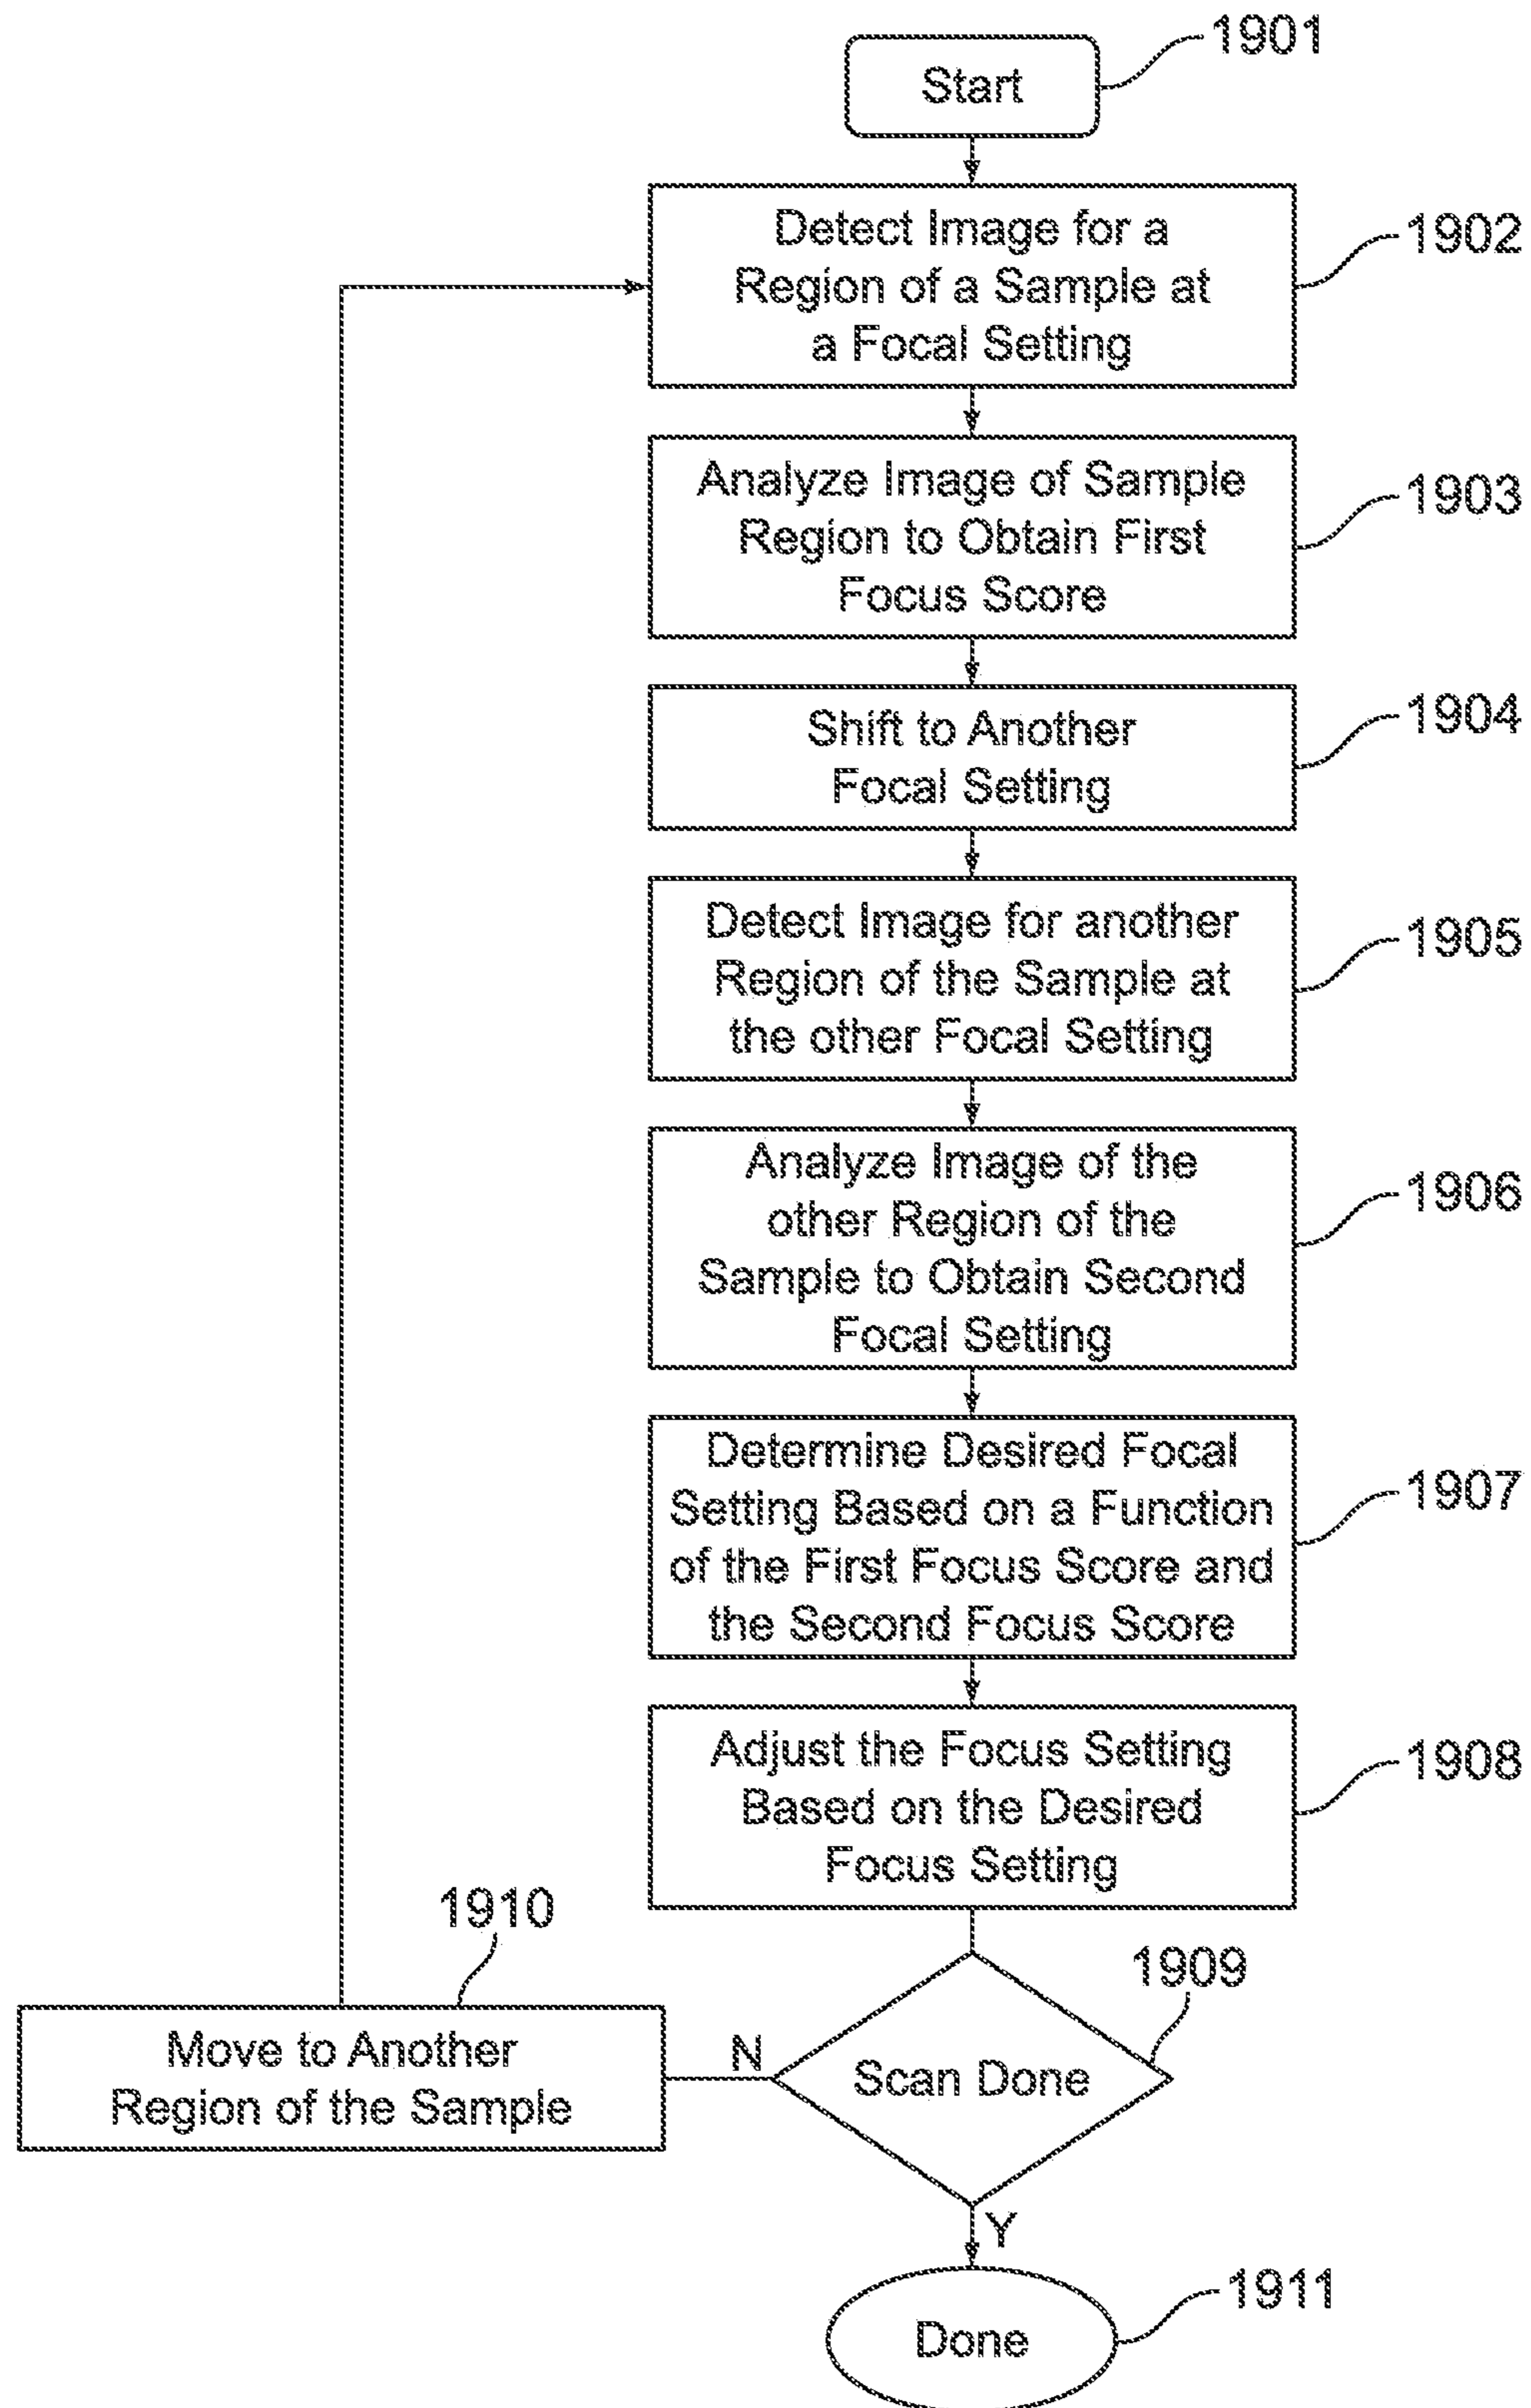 1901
Start
Detect Image for a
Region of a Sample at
a Focal Setting
1902
Analyze Image of Sample
Region to Obtain First
Focus Score
1903
Shift to Another
Focal Setting
1904
Detect Image for another
Region of the Sample at
the other Focal Setting
1905
Analyze Image of the
other Region of the
Sample to Obtain Second
Focal Setting
1906
Determine Desired Focal
Setting Based on a Function
of the First Focus Score and
the Second Focus Score
1907
Adjust the Focus Setting
Based on the Desired
Focus Setting
1908
1910
Move to Another
Region of the Sample
N
1909
Scan Done
Y
Done
1911